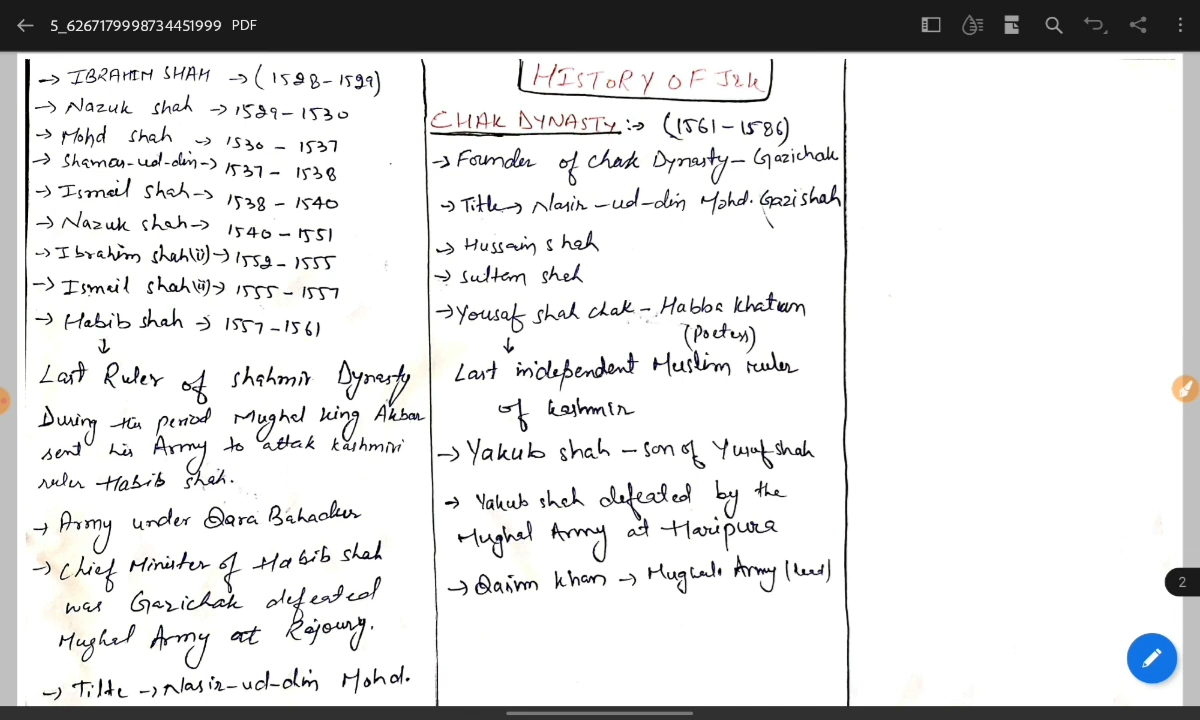 5_6267179998734451999 PDF
→ IBRAHIM SHAH → (1528-1529)
→ Nazuk shah → 1529-1530
→ Mohd shah → 1530 - 1537
→ Shamas-ud-din → 1537 - 1538
→ Ismail shah → 1538 - 1540
→ Nazuk shah → 1540 - 1551
→ Ibrahim shah (ii) → 1552 - 1555
→ Ismail shah (ii) → 1555 - 1557
→ Habib shah → 1557-1561
↓
Last Ruler of shahmir Dynasty
During the period Mughal king Akbar
sent his Army to attak kashmiri
ruler Habib shah.
→ Army under Qara Bahadur
→ Chief Minister of Habib shah
was Gazichak defeated
Mughal Army at Rajoury.
→ Tilte → Nasir-ud-din Mohd.
HISTORY OF J&K
CHAK DYNASTY :→ (1561-1586)
→ Founder of chak Dynasty - Gazichak
→ Title → Nasir-ud-din Mohd. Gazishah
→ Hussain shah
→ Sultan shah
→ Yousaf shah chak - Habba Khatun
(Poetess)
↓
Last independent Muslim ruler
of kashmir
→ Yakub shah - son of Yusuf shah
→ Yakub shah defeated by the
Mughal Army at Haripura
→ Qasim khan → Mughals Army (lead)
2